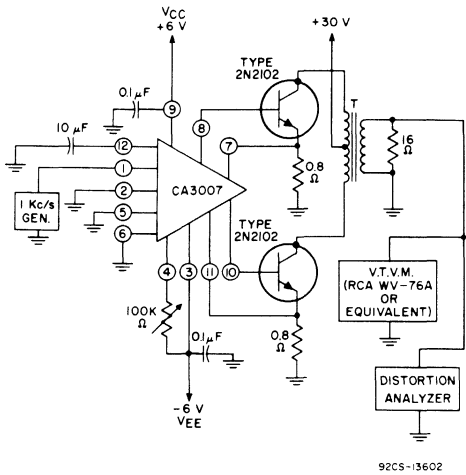 VCC
+6 V
+30 V
TYPE
2N2102
0.1 μF
9
8
10 μF
12
7
T
1
CA3007
0.8
Ω
16
Ω
1 Kc/s
GEN.
2
5
TYPE
2N2102
6
4
3
11
10
V.T.V.M.
(RCA WV-76A
OR
EQUIVALENT)
100K
Ω
0.1 μF
0.8
Ω
DISTORTION
ANALYZER
-6 V
VEE
92CS-13602